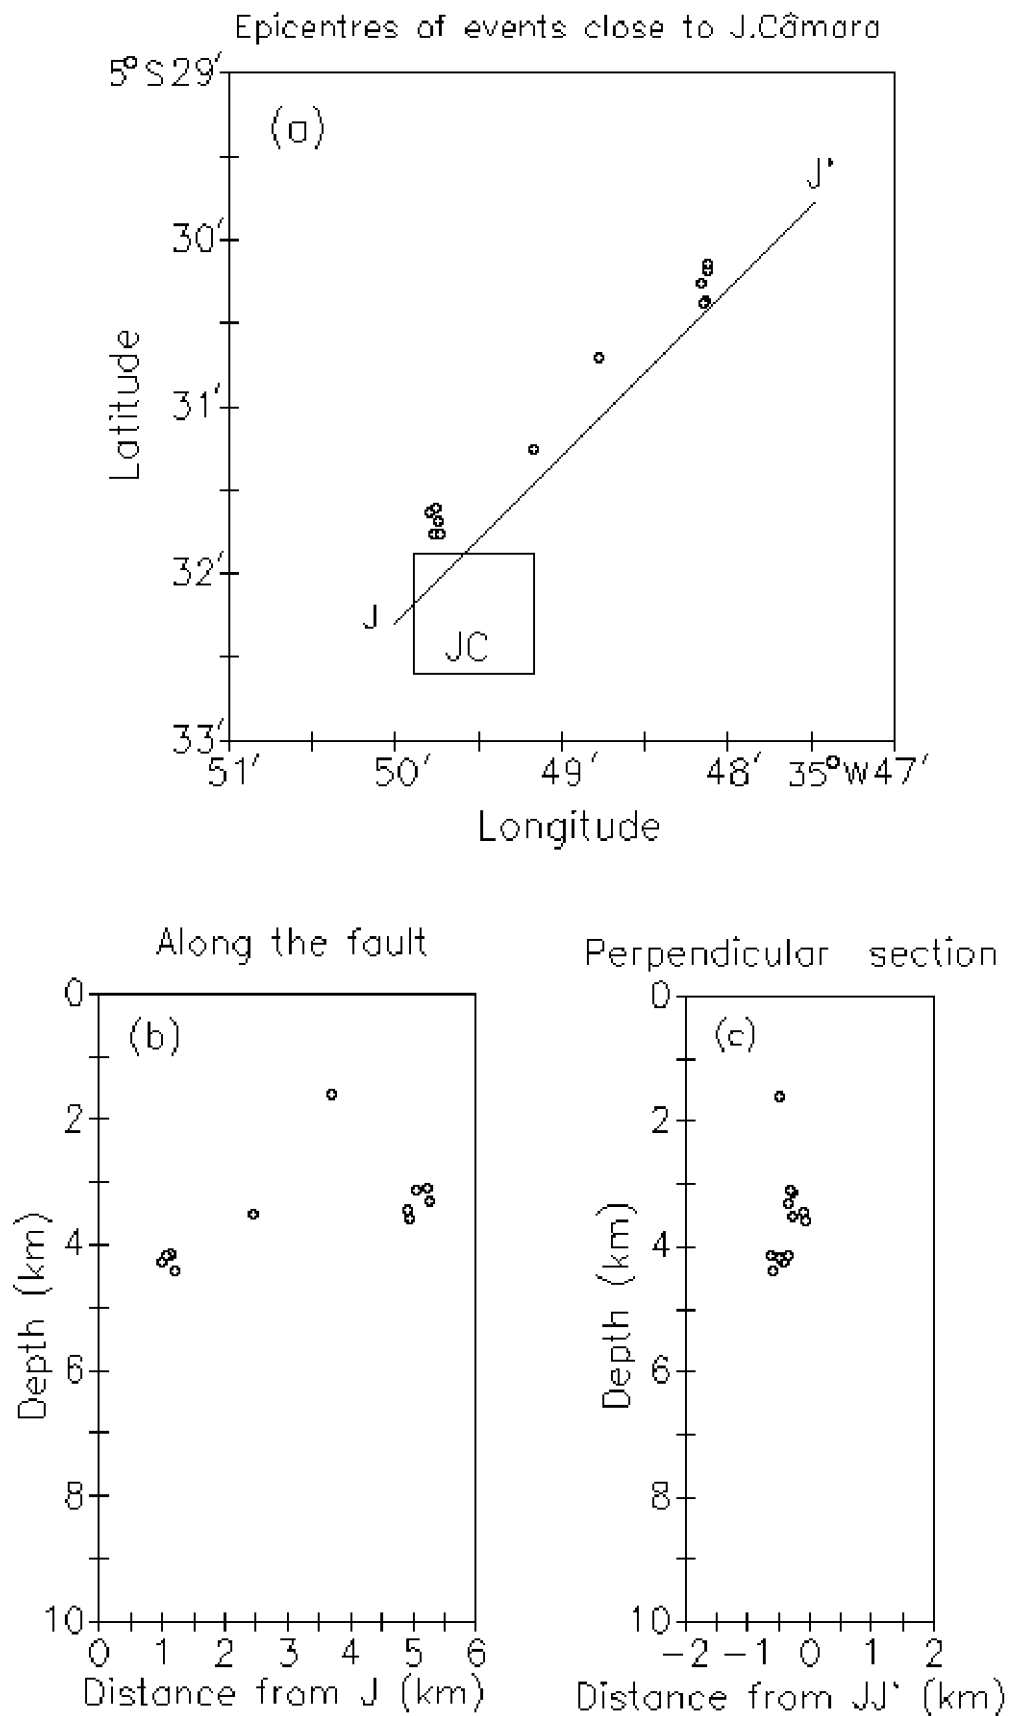 Epicentres of events close to J.Câmara
5° S 29′
(a)
J'
30′
Latitude
31′
32′
J
JC
33′
51′ 50′ 49′ 48′ 35° W 47′
Longitude
Along the fault
Perpendicular section
0
(b)
2
4
6
8
10
Depth (km)
0 1 2 3 4 5 6
Distance from J (km)
0
(c)
2
4
6
8
10
Depth (km)
-2 -1 0 1 2
Distance from JJ' (km)